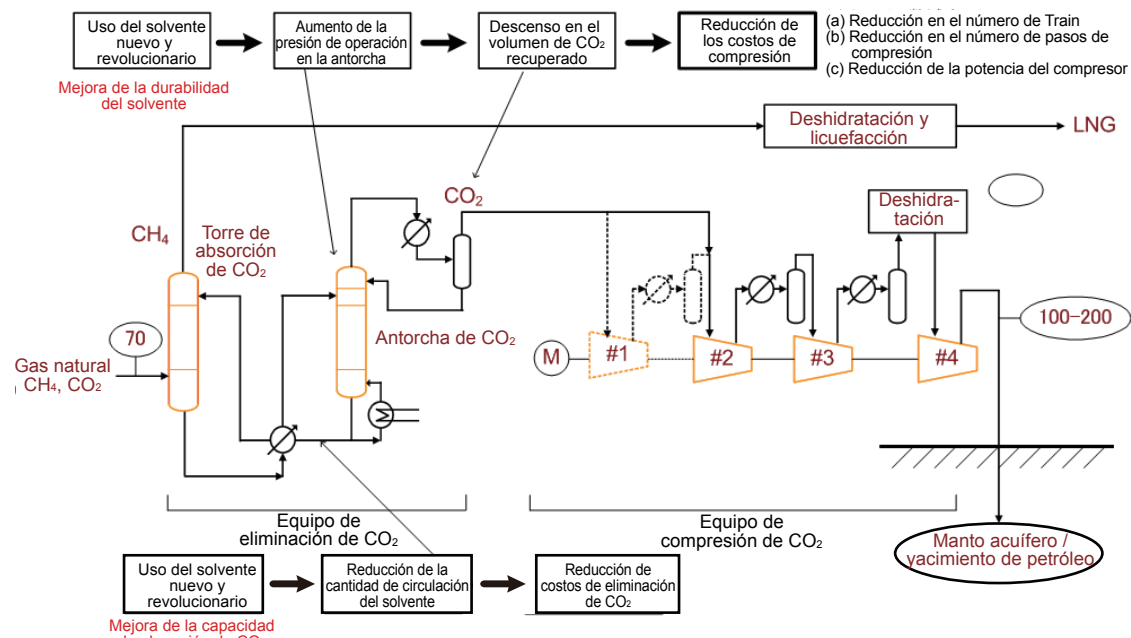 Uso del solvente
nuevo y
revolucionario
Aumento de la
presión de operación
en la antorcha
Descenso en el
volumen de CO₂
recuperado
Reducción de
los costos de
compresión
(a) Reducción en el número de Train
(b) Reducción en el número de pasos de
compresión
(c) Reducción de la potencia del compresor
Mejora de la durabilidad
del solvente
Deshidratación y
licuefacción
LNG
CO₂
Deshidra-
tación
CH₄
Torre de
absorción
de CO₂
70
Gas natural
CH₄, CO₂
Antorcha de CO₂
M
#1
#2
#3
#4
100-200
Equipo de
eliminación de CO₂
Equipo de
compresión de CO₂
Manto acuífero /
yacimiento de petróleo
Uso del solvente
nuevo y
revolucionario
Reducción de la
cantidad de circulación
del solvente
Reducción de
costos de eliminación
de CO₂
Mejora de la capacidad